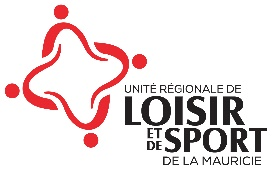 UNITÉ RÉGIONALE DE
LOISIR
ET DE SPORT
DE LA MAURICIE